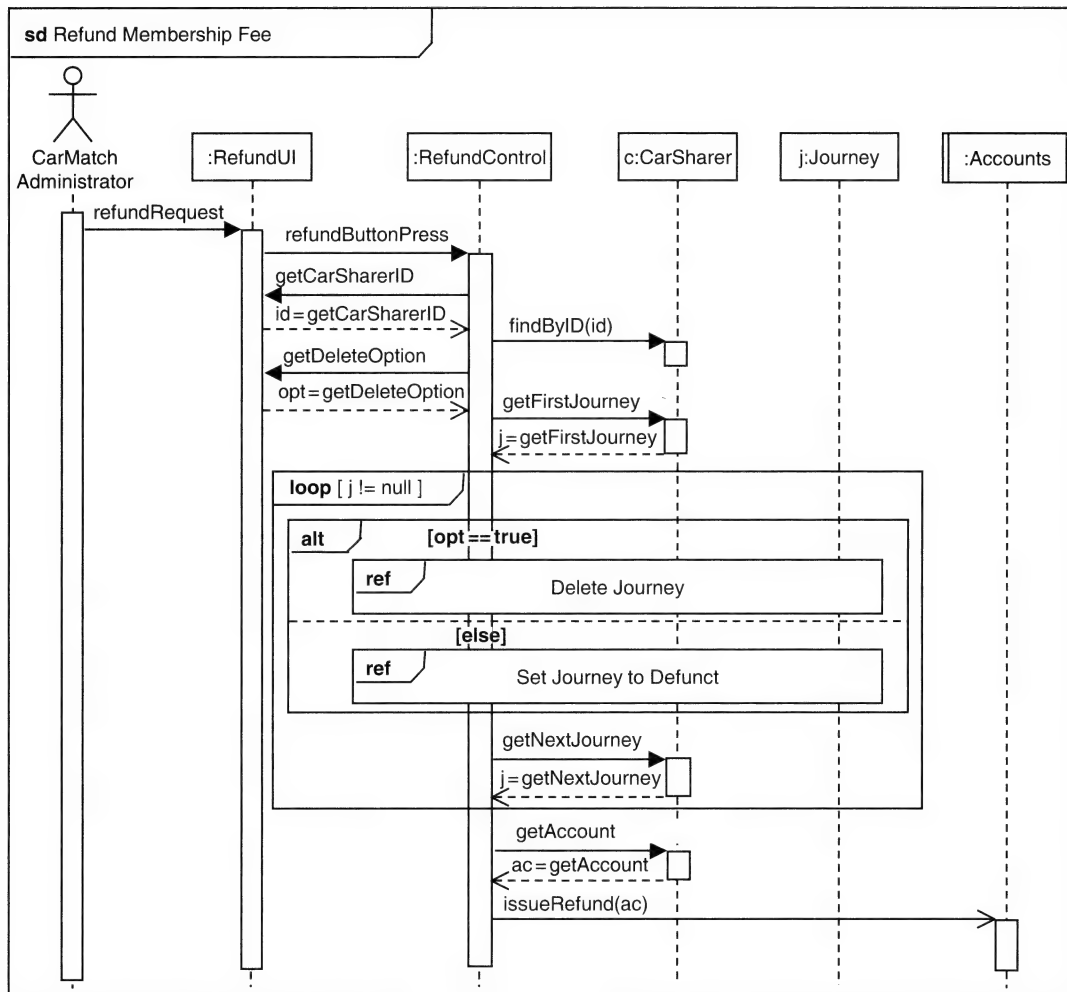 sd Refund Membership Fee
CarMatch
Administrator
:RefundUI
:RefundControl
c:CarSharer
j:Journey
:Accounts
refundRequest
refundButtonPress
getCarSharerID
id=getCarSharerID
findByID(id)
getDeleteOption
opt=getDeleteOption
getFirstJourney
j=getFirstJourney
loop [ j != null ]
alt
[opt==true]
ref
Delete Journey
[else]
ref
Set Journey to Defunct
getNextJourney
j=getNextJourney
getAccount
ac=getAccount
issueRefund(ac)